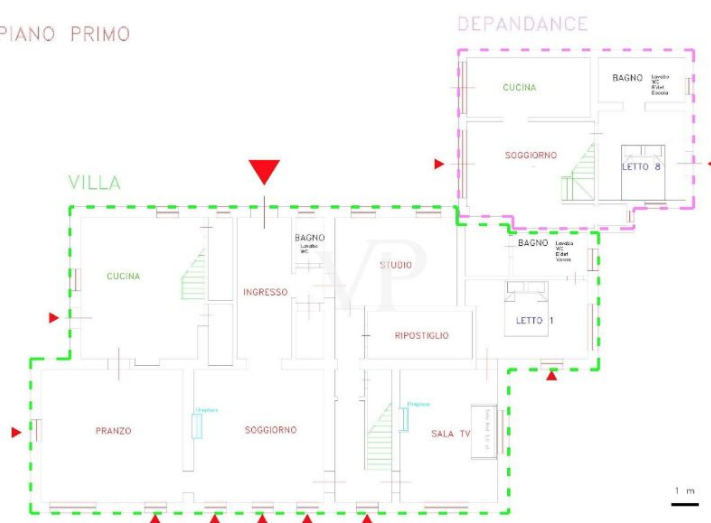 PIANO PRIMO
DEPANDANCE
CUCINA
BAGNO
Lavabo
WC
Bidet
Doccia
SOGGIORNO
LETTO 8
VILLA
CUCINA
INGRESSO
BAGNO
Lavabo
WC
STUDIO
BAGNO
Lavabo
WC
Bidet
Vasca
LETTO 1
RIPOSTIGLIO
VP
PRANZO
SOGGIORNO
SALA TV
1 m